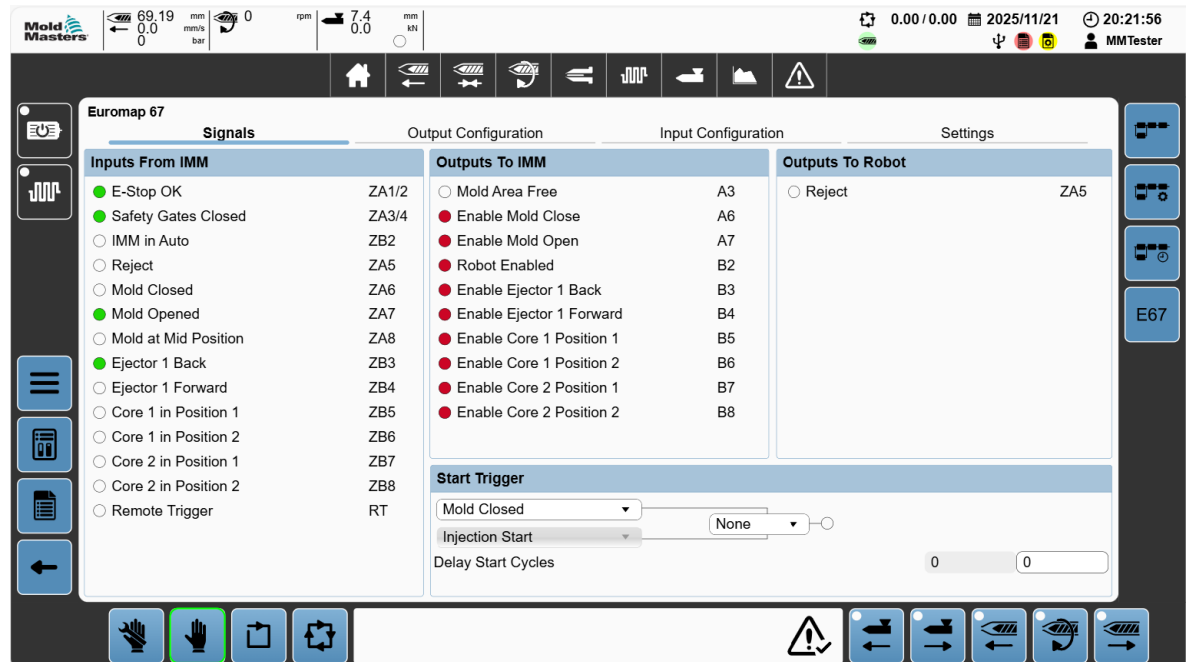 Mold
Masters
69.19 mm
0.0 mm/s
0 bar
0 rpm
7.4 mm
0.0 kN
0.00 / 0.00 2025/11/21 20:21:56
MMTester
Euromap 67
Signals Output Configuration Input Configuration Settings
Inputs From IMM
E-Stop OK ZA1/2
Safety Gates Closed ZA3/4
IMM in Auto ZB2
Reject ZA5
Mold Closed ZA6
Mold Opened ZA7
Mold at Mid Position ZA8
Ejector 1 Back ZB3
Ejector 1 Forward ZB4
Core 1 in Position 1 ZB5
Core 1 in Position 2 ZB6
Core 2 in Position 1 ZB7
Core 2 in Position 2 ZB8
Remote Trigger RT
Outputs To IMM
Mold Area Free A3
Enable Mold Close A6
Enable Mold Open A7
Robot Enabled B2
Enable Ejector 1 Back B3
Enable Ejector 1 Forward B4
Enable Core 1 Position 1 B5
Enable Core 1 Position 2 B6
Enable Core 2 Position 1 B7
Enable Core 2 Position 2 B8
Outputs To Robot
Reject ZA5
Start Trigger
Mold Closed
None
Injection Start
Delay Start Cycles 0 0
E67